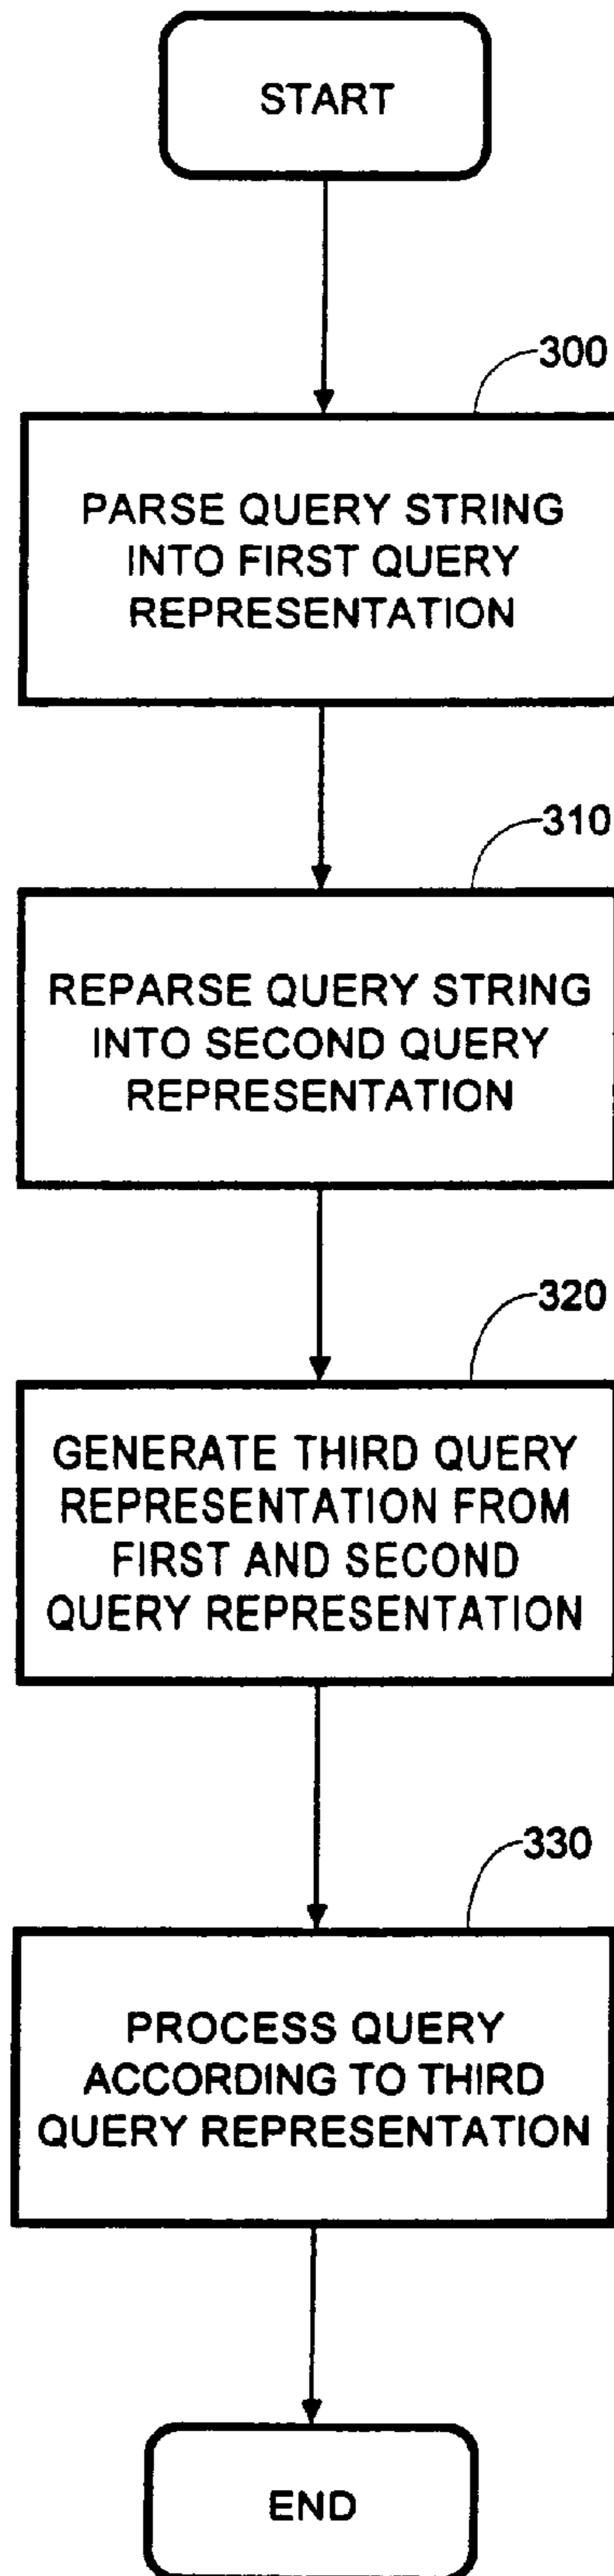 START
300
PARSE QUERY STRING
INTO FIRST QUERY
REPRESENTATION
310
REPARSE QUERY STRING
INTO SECOND QUERY
REPRESENTATION
320
GENERATE THIRD QUERY
REPRESENTATION FROM
FIRST AND SECOND
QUERY REPRESENTATION
330
PROCESS QUERY
ACCORDING TO THIRD
QUERY REPRESENTATION
END